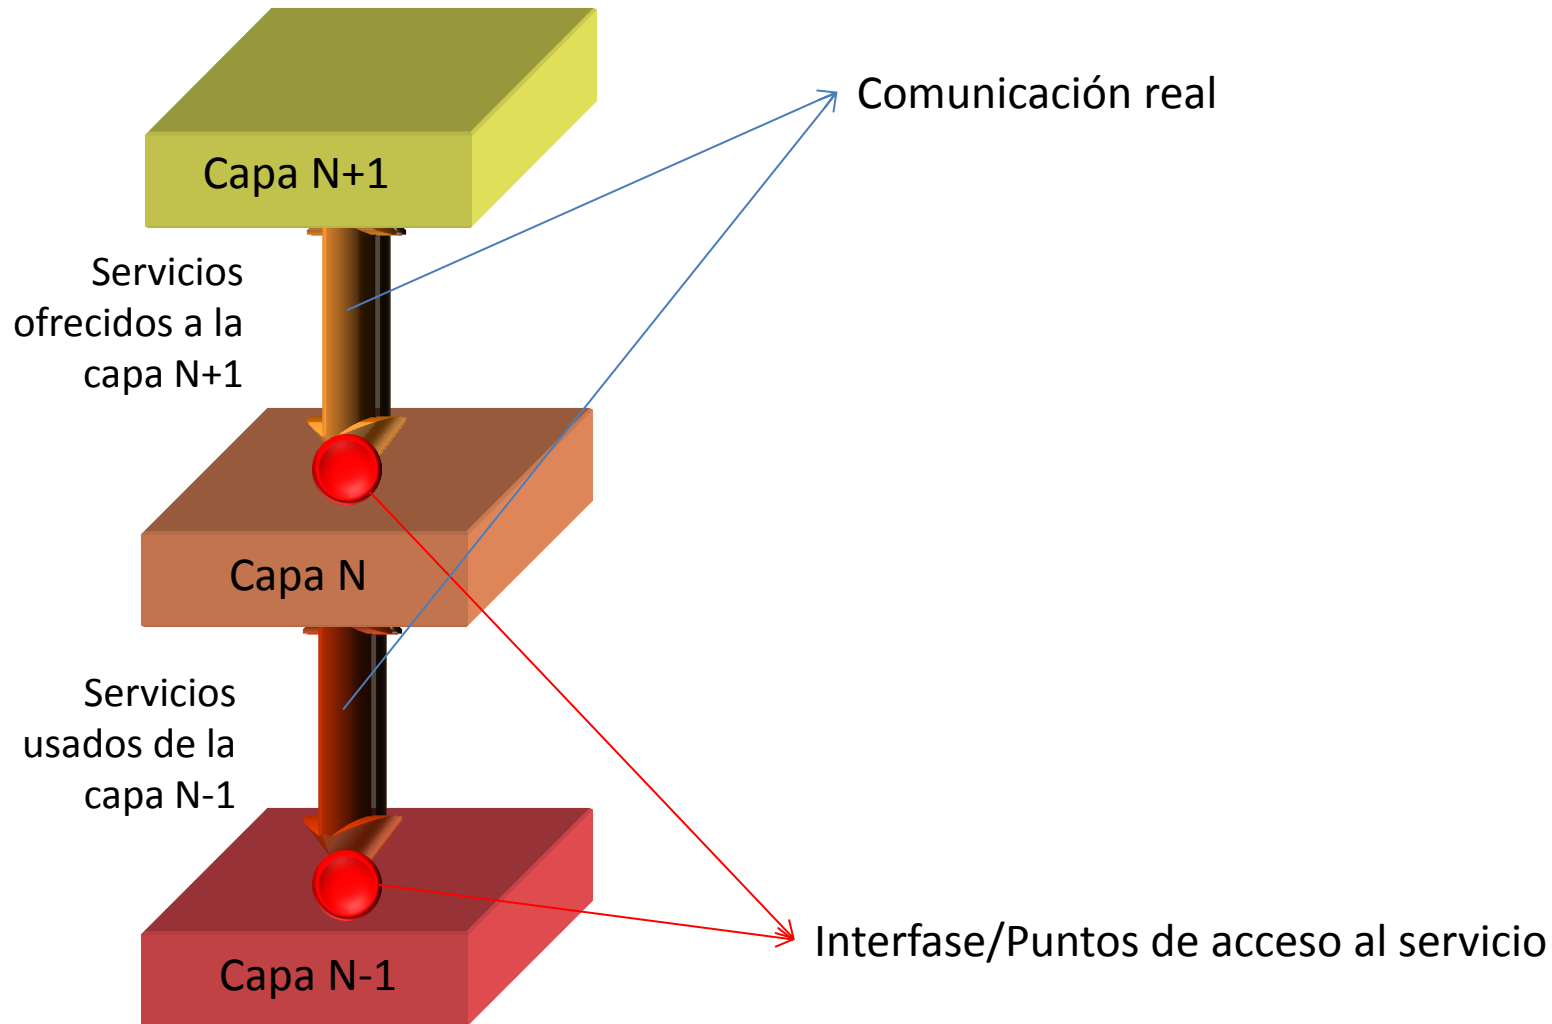 Comunicación real
Capa N+1
Servicios
ofrecidos a la
capa N+1
Capa N
Servicios
usados de la
capa N-1
Interfase/Puntos de acceso al servicio
Capa N-1